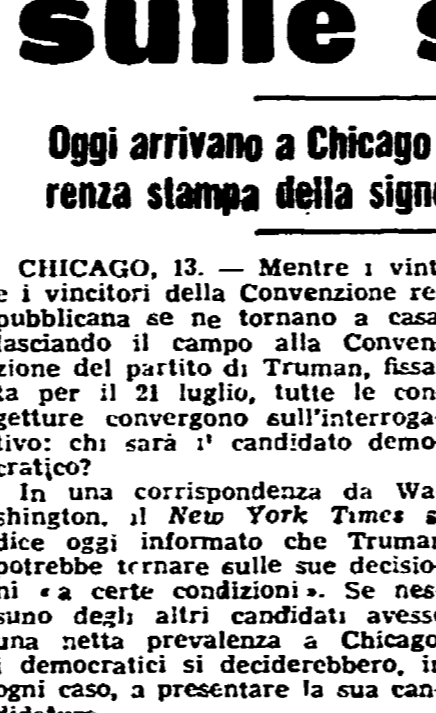 sulle s
Oggi arrivano a Chicago
renza stampa della signo
CHICAGO, 13. — Mentre i vint
e i vincitori della Convenzione re
pubblicana se ne tornano a casa
lasciando il campo alla Conven
zione del partito di Truman, fissa
ta per il 21 luglio, tutte le con
getture convergono sull'interroga-
tivo: chi sarà i' candidato demo
cratico?
In una corrispondenza da Wa
shington, il New York Times s
dice oggi informato che Truman
potrebbe tornare sulle sue decisio
ni « a certe condizioni ». Se nes
suno degli altri candidati avesse
una netta prevalenza a Chicago
i democratici si deciderebbero, in
ogni caso, a presentare la sua can
didatura